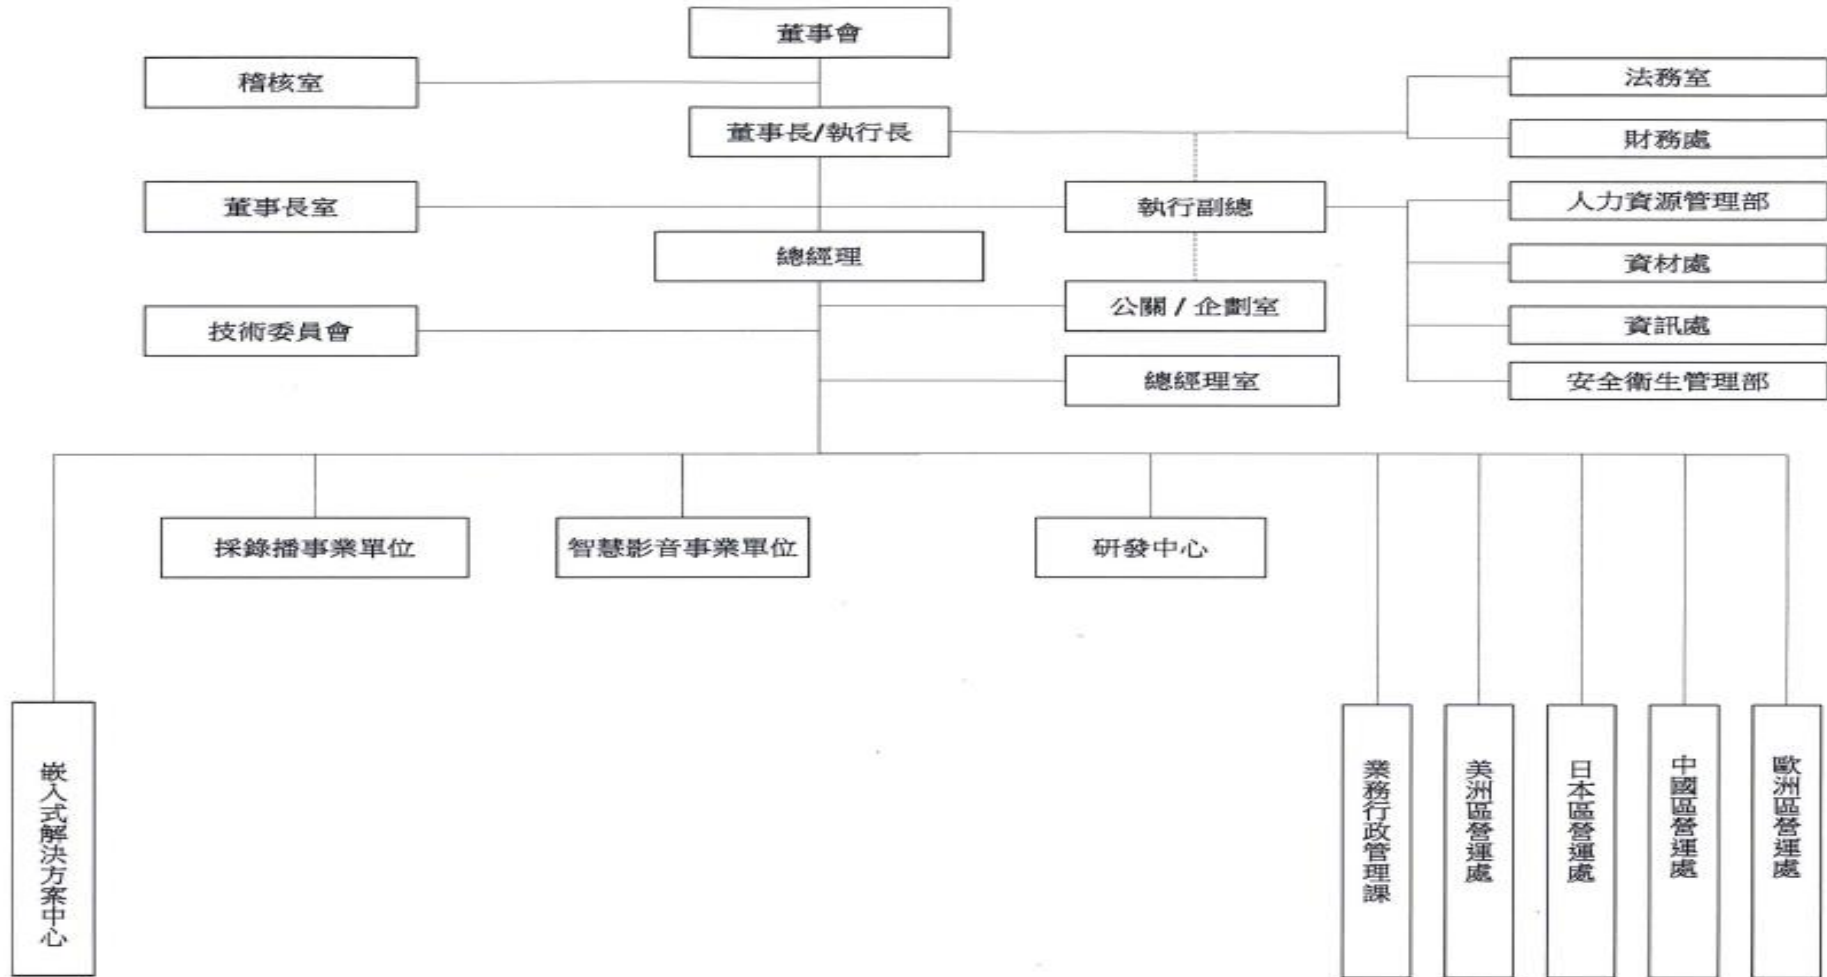 董事會
稽核室
法務室
董事長/執行長
財務處
董事長室
執行副總
人力資源管理部
總經理
資材處
公關 / 企劃室
技術委員會
資訊處
總經理室
安全衛生管理部
採錄播事業單位
智慧影音事業單位
研發中心
嵌入式解決方案中心
業務行政管理課
美洲區營運處
日本區營運處
中國區營運處
歐洲區營運處